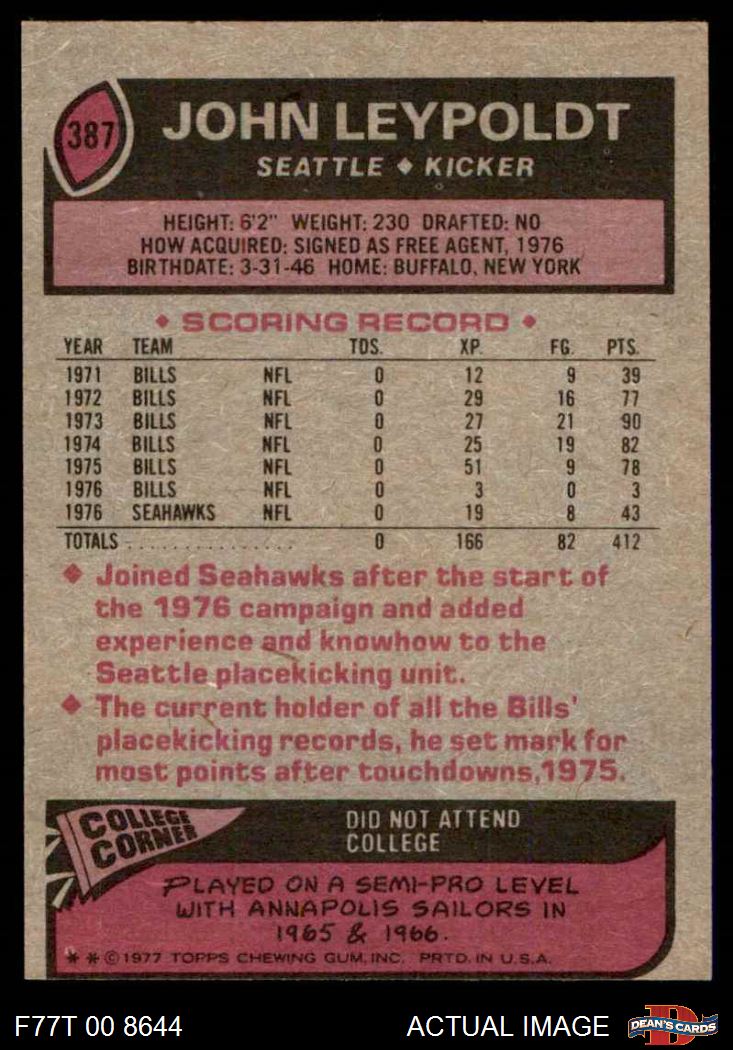 387
JOHN LEYPOLDT
SEATTLE ♦ KICKER
HEIGHT: 6'2" WEIGHT: 230 DRAFTED: NO
HOW ACQUIRED: SIGNED AS FREE AGENT, 1976
BIRTHDATE: 3-31-46 HOME: BUFFALO, NEW YORK
♦ SCORING RECORD ♦
YEAR TEAM TDS. XP. FG. PTS.
1971 BILLS NFL 0 12 9 39
1972 BILLS NFL 0 29 16 77
1973 BILLS NFL 0 27 21 90
1974 BILLS NFL 0 25 19 82
1975 BILLS NFL 0 51 9 78
1976 BILLS NFL 0 3 0 3
1976 SEAHAWKS NFL 0 19 8 43
TOTALS ................ 0 166 82 412
♦ Joined Seahawks after the start of
the 1976 campaign and added
experience and knowhow to the
Seattle placekicking unit.
♦ The current holder of all the Bills'
placekicking records, he set mark for
most points after touchdowns,1975.
COLLEGE
CORNER
DID NOT ATTEND
COLLEGE
PLAYED ON A SEMI-PRO LEVEL
WITH ANNAPOLIS SAILORS IN
1965 & 1966.
* * © 1977 TOPPS CHEWING GUM, INC. PRTD. IN U.S.A.
F77T 00 8644 ACTUAL IMAGE
D
DEAN'S CARDS